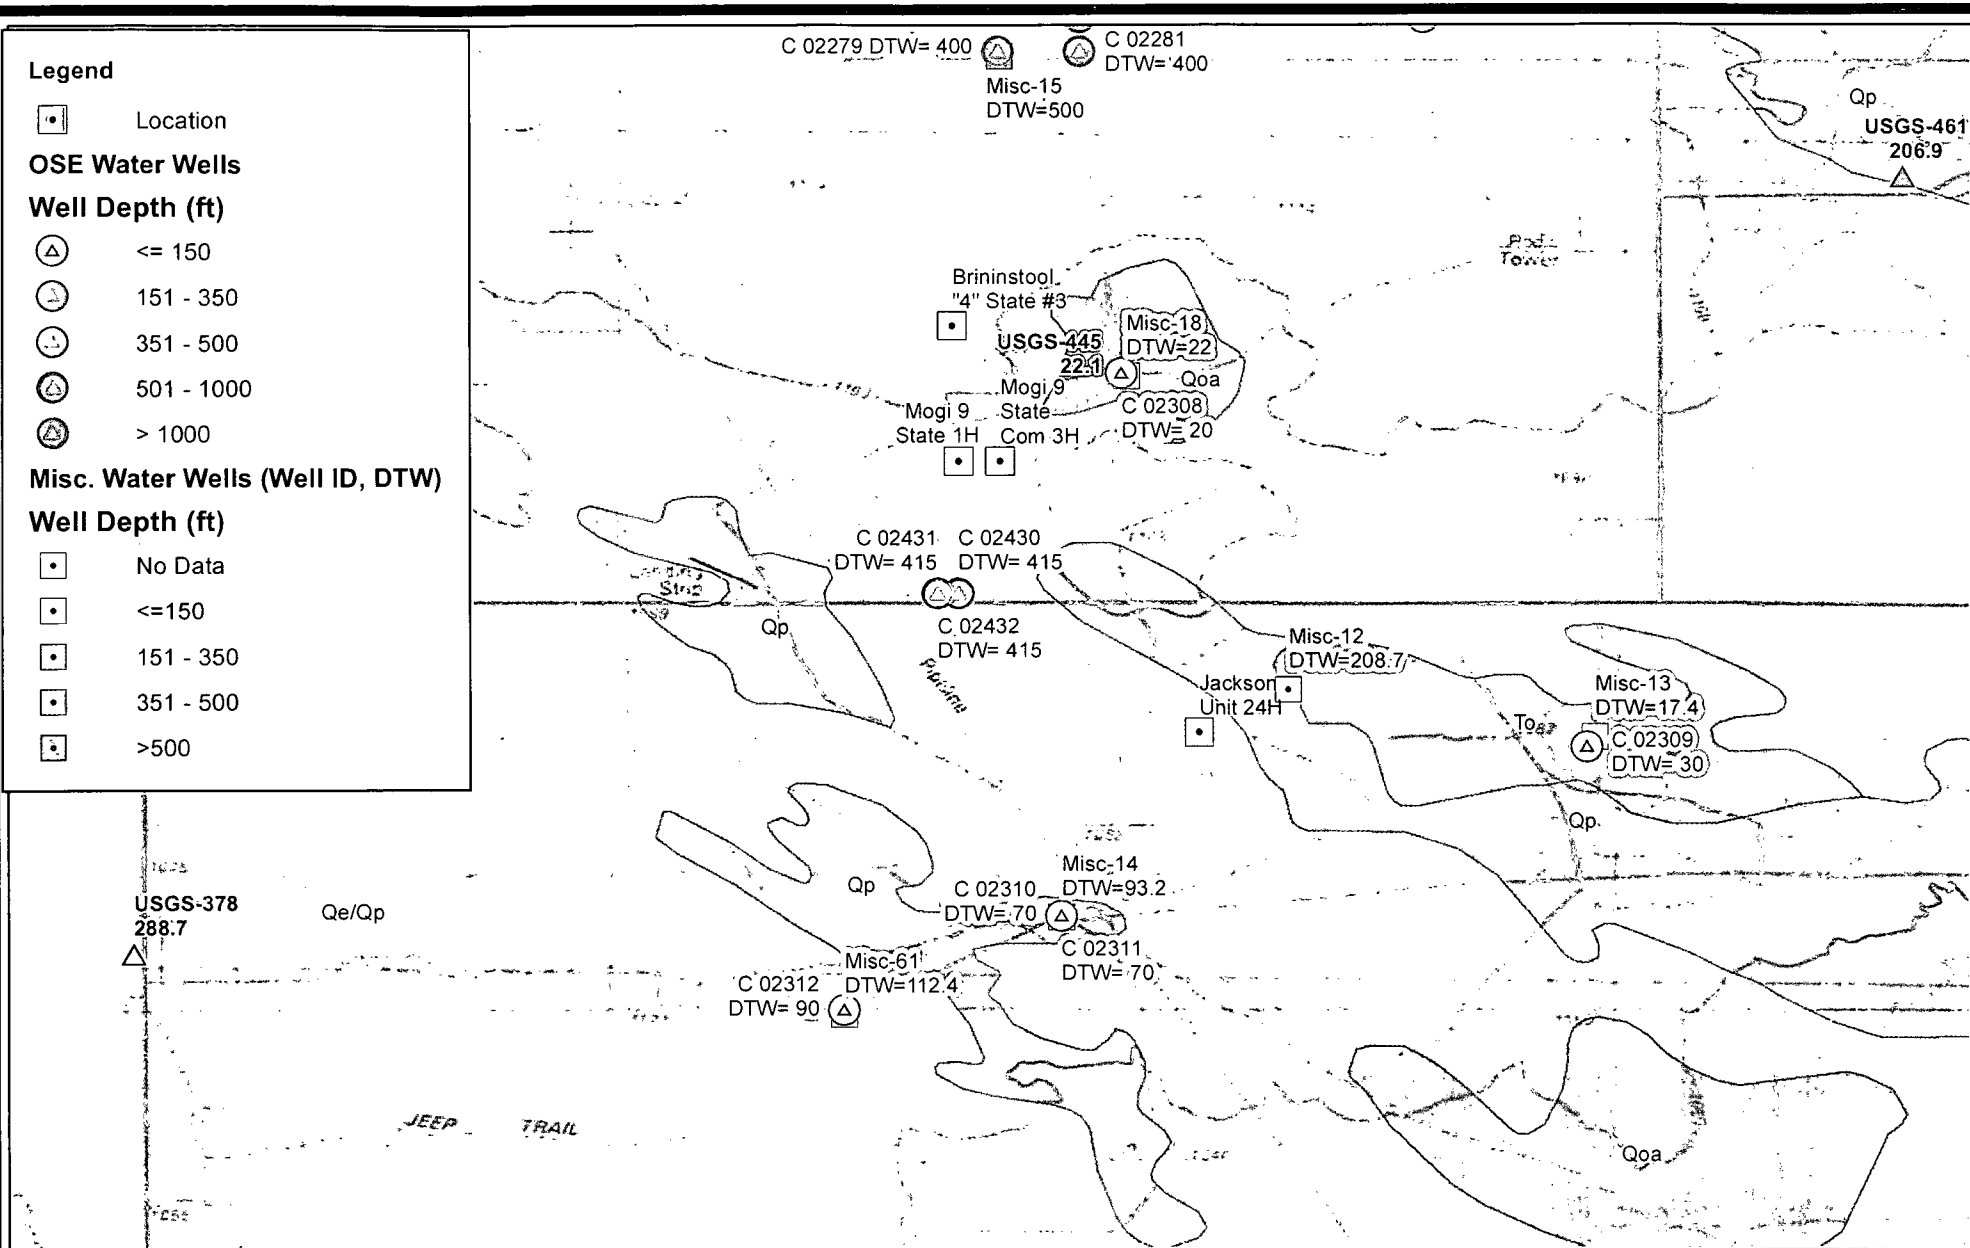 Legend
Location
OSE Water Wells
Well Depth (ft)
<= 150
151 - 350
351 - 500
501 - 1000
> 1000
Misc. Water Wells (Well ID, DTW)
Well Depth (ft)
No Data
<=150
151 - 350
351 - 500
>500
C 02279 DTW= 400
C 02281
DTW= 400
Misc-15
DTW=500
Qp
USGS-461
206.9
Tower
Brininstool
"4" State #3
USGS-445
22.1
Misc-18
DTW=22
Qoa
C 02308
DTW= 20
Mogi 9
State 1H
Mogi 9
State
Com 3H
C 02431
DTW= 415
C 02430
DTW= 415
C 02432
DTW= 415
Landing
Strip
Qp
Pipeline
Misc-12
DTW=208.7
Jackson
Unit 24H
Misc-13
DTW=17.4
To
C 02309
DTW= 30
Qp
Qp
Misc-14
DTW=93.2
C 02310
DTW= 70
C 02311
DTW= 70
USGS-378
288.7
Qe/Qp
Misc-61
DTW=112.4
C 02312
DTW= 90
JEEP TRAIL
Qoa